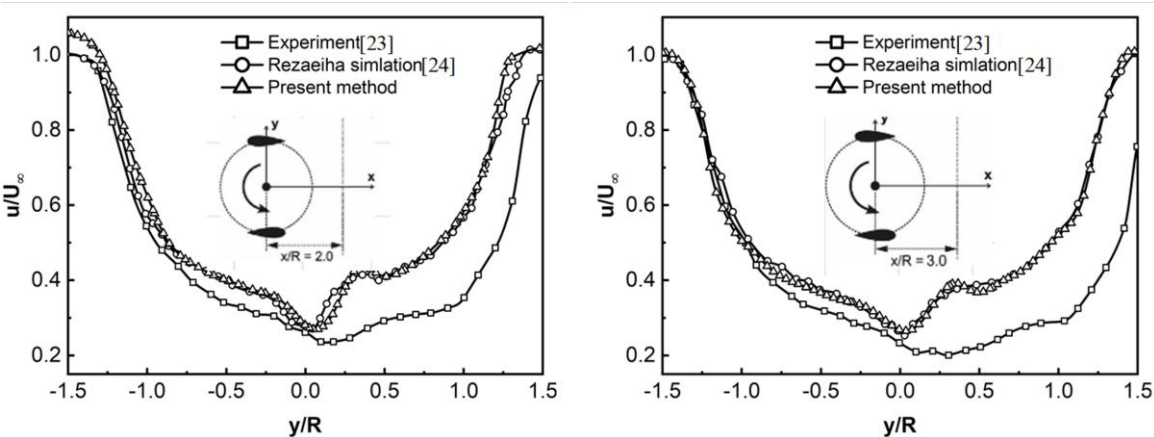 Experiment[23]
Rezaeiha simlation[24]
Present method
y
x
x/R = 2.0
u/U∞
1.0
0.8
0.6
0.4
0.2
-1.5 -1.0 -0.5 0.0 0.5 1.0 1.5
y/R
Experiment[23]
Rezaeiha simlation[24]
Present method
y
x
x/R = 3.0
u/U∞
1.0
0.8
0.6
0.4
0.2
-1.5 -1.0 -0.5 0.0 0.5 1.0 1.5
y/R